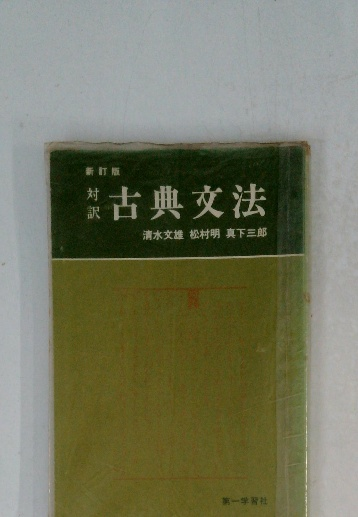 新訂版
対訳 古典文法
清水文雄 松村明 真下三郎
第一学習社